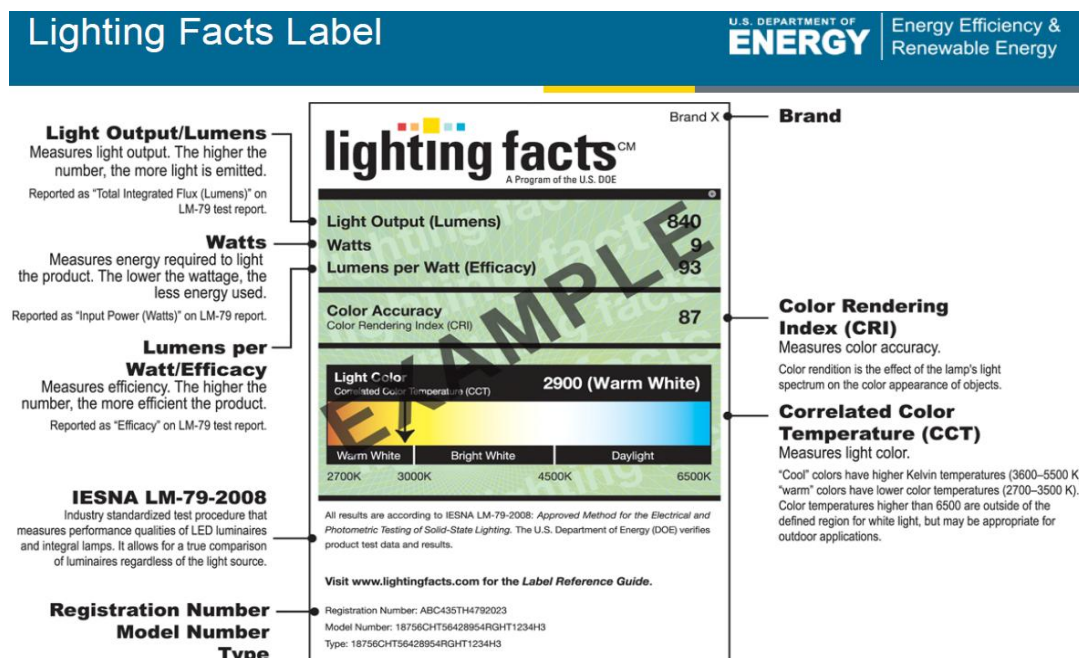 Lighting Facts Label
U.S. DEPARTMENT OF
ENERGY
Energy Efficiency &
Renewable Energy
Light Output/Lumens
Measures light output. The higher the
number, the more light is emitted.
Reported as "Total Integrated Flux (Lumens)" on
LM-79 test report.
Watts
Measures energy required to light
the product. The lower the wattage, the
less energy used.
Reported as "Input Power (Watts)" on LM-79 report.
Lumens per
Watt/Efficacy
Measures efficiency. The higher the
number, the more efficient the product.
Reported as "Efficacy" on LM-79 test report.
IESNA LM-79-2008
Industry standardized test procedure that
measures performance qualities of LED luminaires
and integral lamps. It allows for a true comparison
of luminaires regardless of the light source.
Registration Number
Model Number
Type
Brand X
lighting facts CM
A Program of the U.S. DOE
Light Output (Lumens) 840
Watts 9
Lumens per Watt (Efficacy) 93
Color Accuracy
Color Rendering Index (CRI) 87
Light Color
Correlated Color Temperature (CCT)
2900 (Warm White)
Warm White Bright White Daylight
2700K 3000K 4500K 6500K
EXAMPLE
All results are according to IESNA LM-79-2008: Approved Method for the Electrical and
Photometric Testing of Solid-State Lighting. The U.S. Department of Energy (DOE) verifies
product test data and results.
Visit www.lightingfacts.com for the Label Reference Guide.
Registration Number: ABC435TH4792023
Model Number: 18756CHT56428954RGHT1234H3
Type: 18756CHT56428954RGHT1234H3
Brand
Color Rendering
Index (CRI)
Measures color accuracy.
Color rendition is the effect of the lamp's light
spectrum on the color appearance of objects.
Correlated Color
Temperature (CCT)
Measures light color.
"Cool" colors have higher Kelvin temperatures (3600–5500 K
"warm" colors have lower color temperatures (2700–3500 K).
Color temperatures higher than 6500 are outside of the
defined region for white light, but may be appropriate for
outdoor applications.